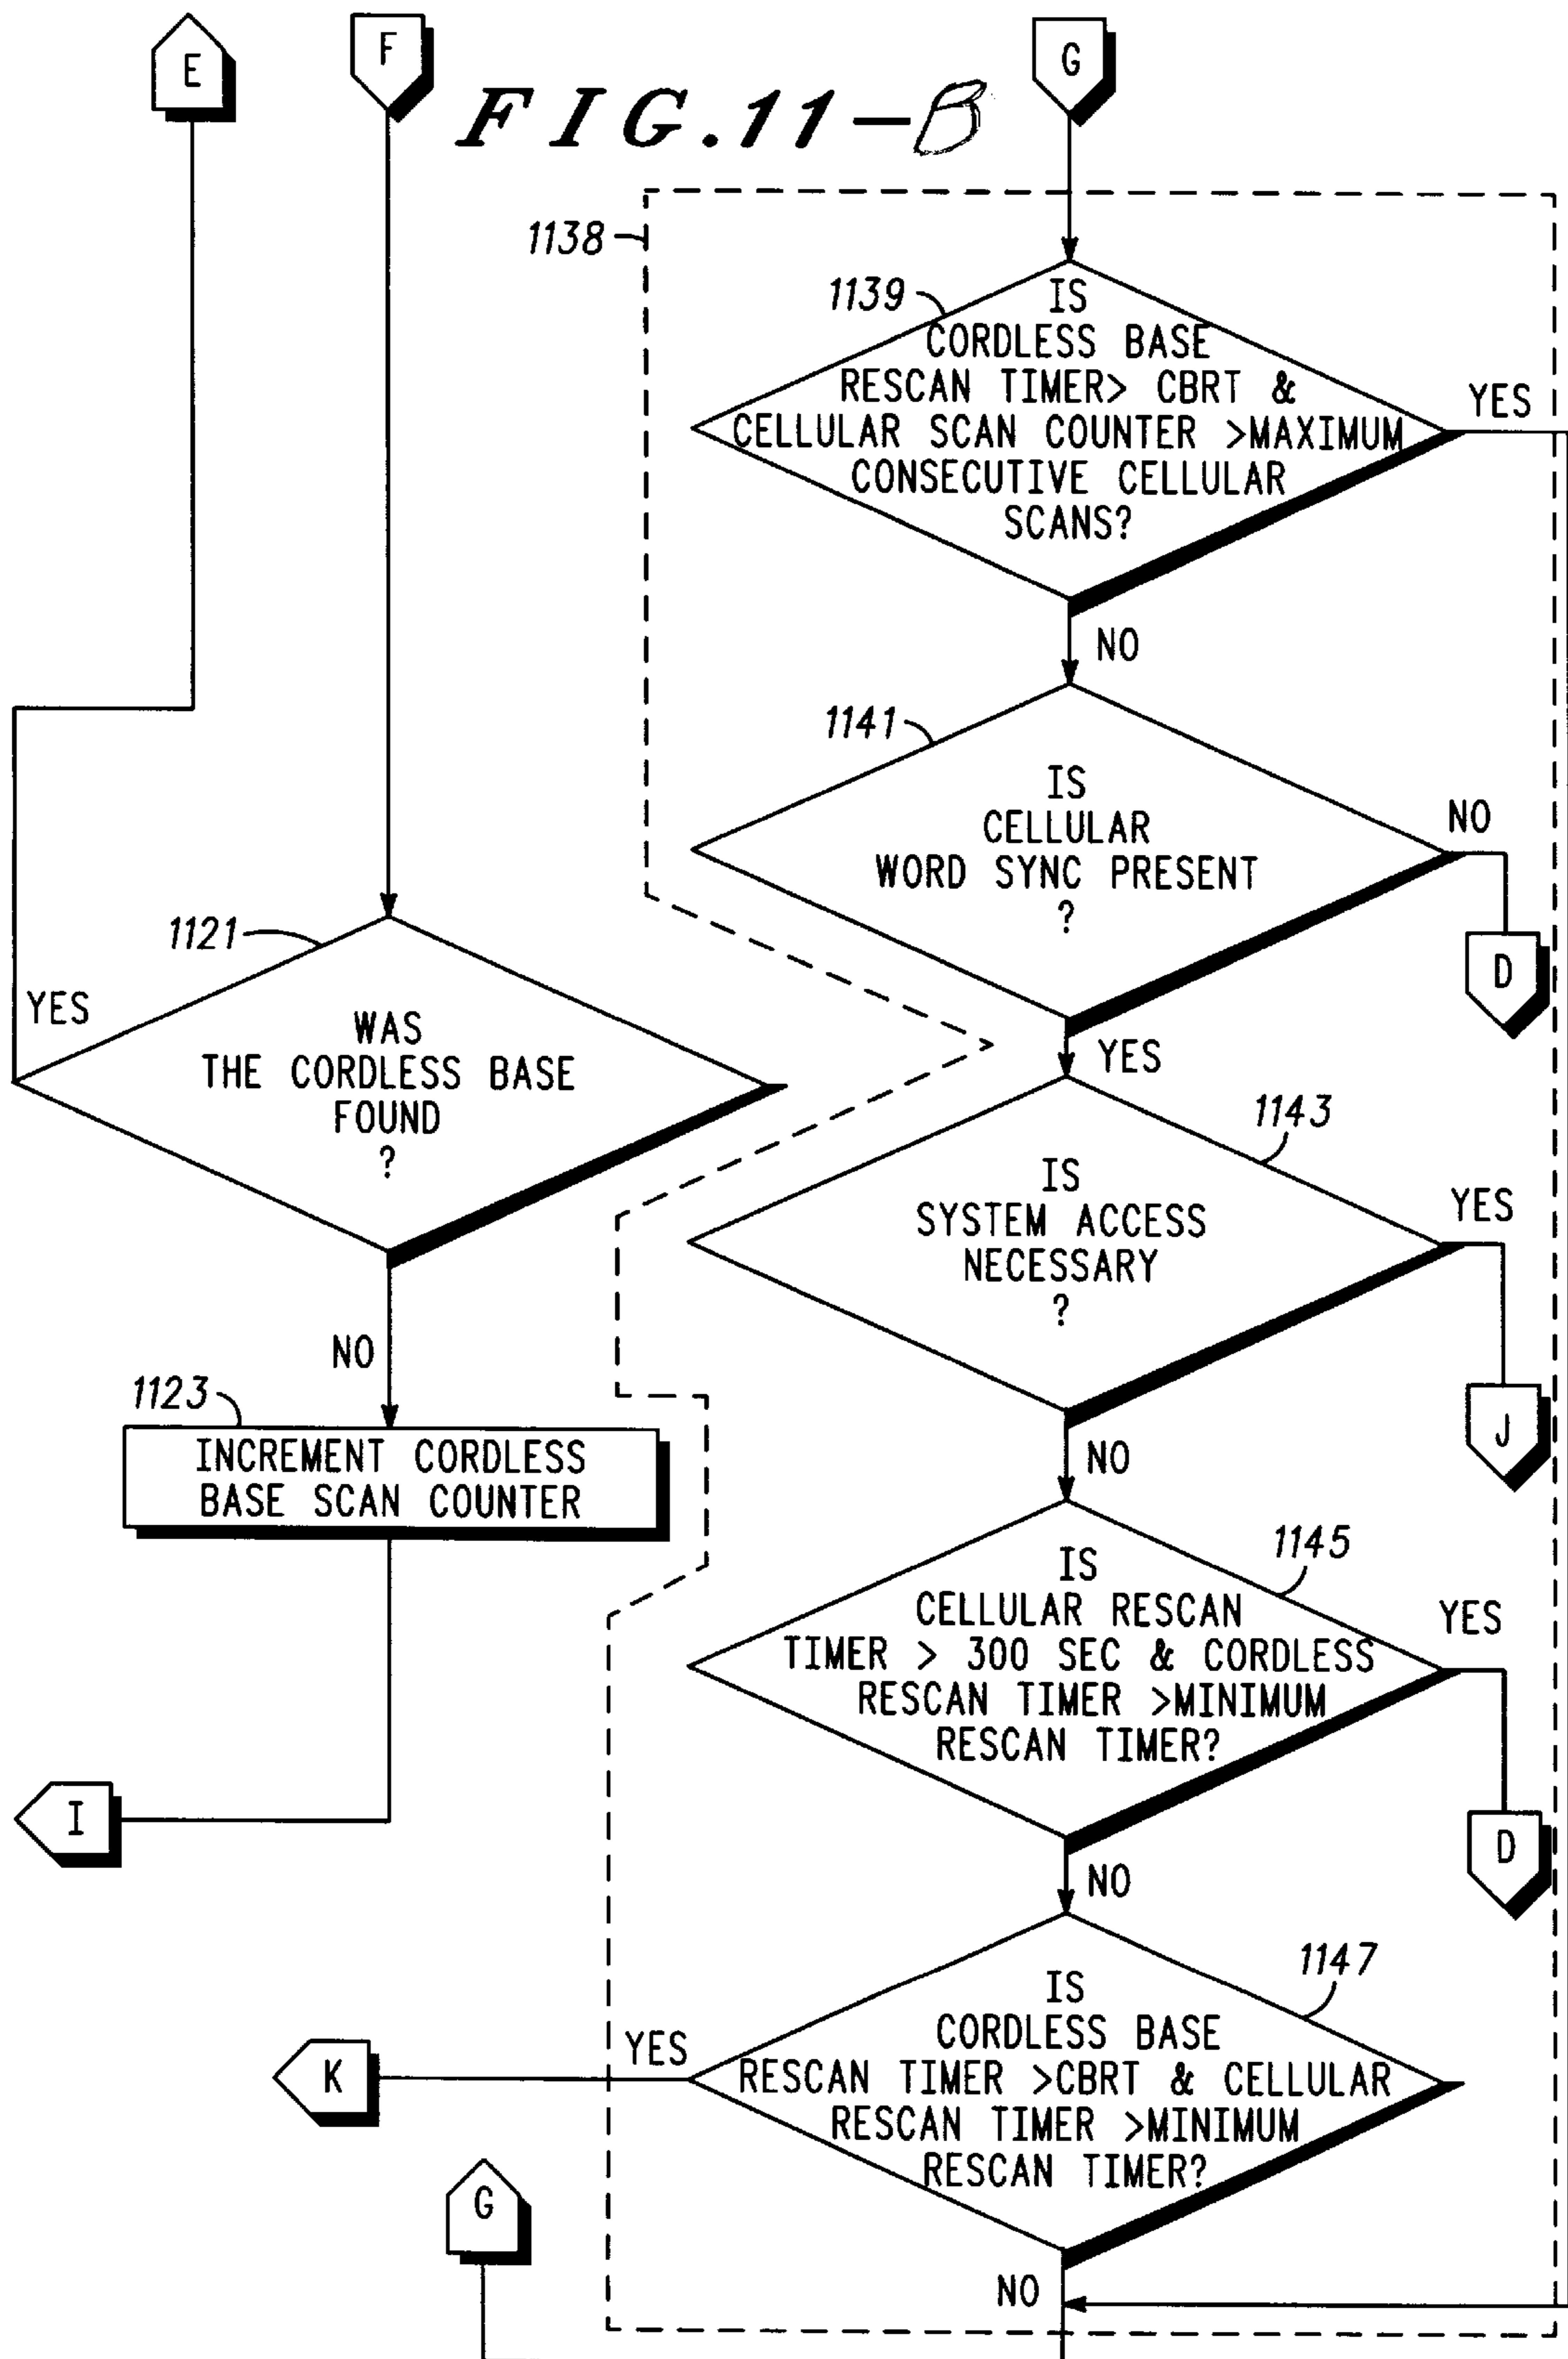 E
F
G
FIG.11-B
1138
1139
IS
CORDLESS BASE
RESCAN TIMER> CBRT &
CELLULAR SCAN COUNTER >MAXIMUM
CONSECUTIVE CELLULAR
SCANS?
YES
NO
1141
IS
CELLULAR
WORD SYNC PRESENT
?
NO
D
YES
1121
YES
WAS
THE CORDLESS BASE
FOUND
?
NO
1123
INCREMENT CORDLESS
BASE SCAN COUNTER
I
1143
IS
SYSTEM ACCESS
NECESSARY
?
YES
J
NO
1145
IS
CELLULAR RESCAN
TIMER > 300 SEC & CORDLESS
RESCAN TIMER >MINIMUM
RESCAN TIMER?
YES
D
NO
1147
IS
CORDLESS BASE
RESCAN TIMER >CBRT & CELLULAR
RESCAN TIMER >MINIMUM
RESCAN TIMER?
YES
K
G
NO